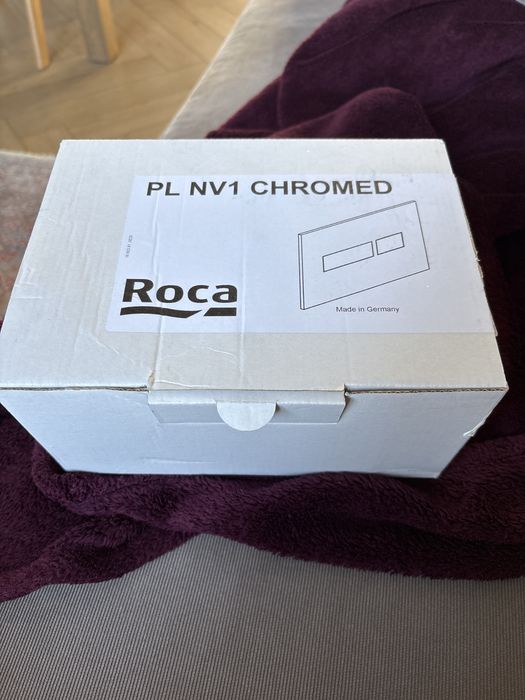 PL NV1 CHROMED
Roca
Made in Germany